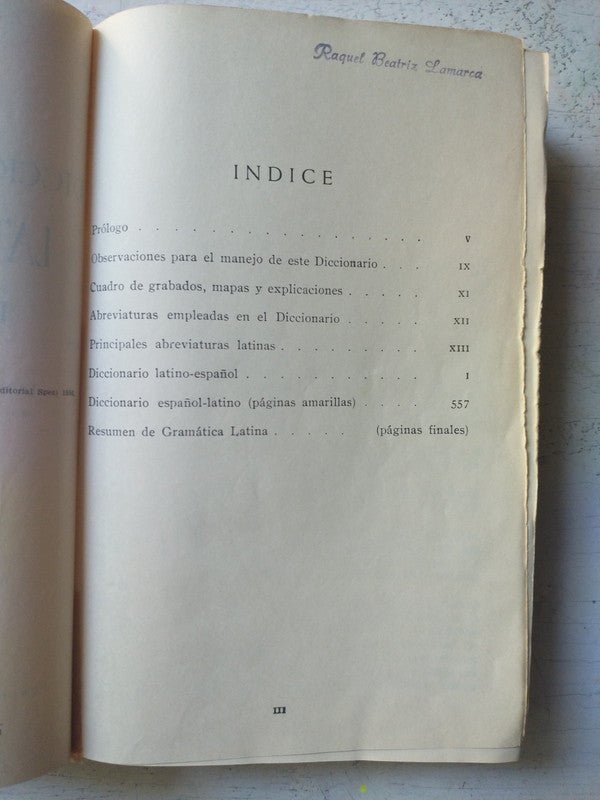 Raquel Beatriz Lamarca
INDICE
Prólogo . . . . . . . . . . . . . . . . V
Observaciones para el manejo de este Diccionario . . . IX
Cuadro de grabados, mapas y explicaciones . . . . . XI
Abreviaturas empleadas en el Diccionario . . . . . XII
Principales abreviaturas latinas . . . . . . . . XIII
Diccionario latino-español . . . . . . . . . . I
Diccionario español-latino (páginas amarillas) . . . . 557
Resumen de Gramática Latina . . . . . (páginas finales)
III